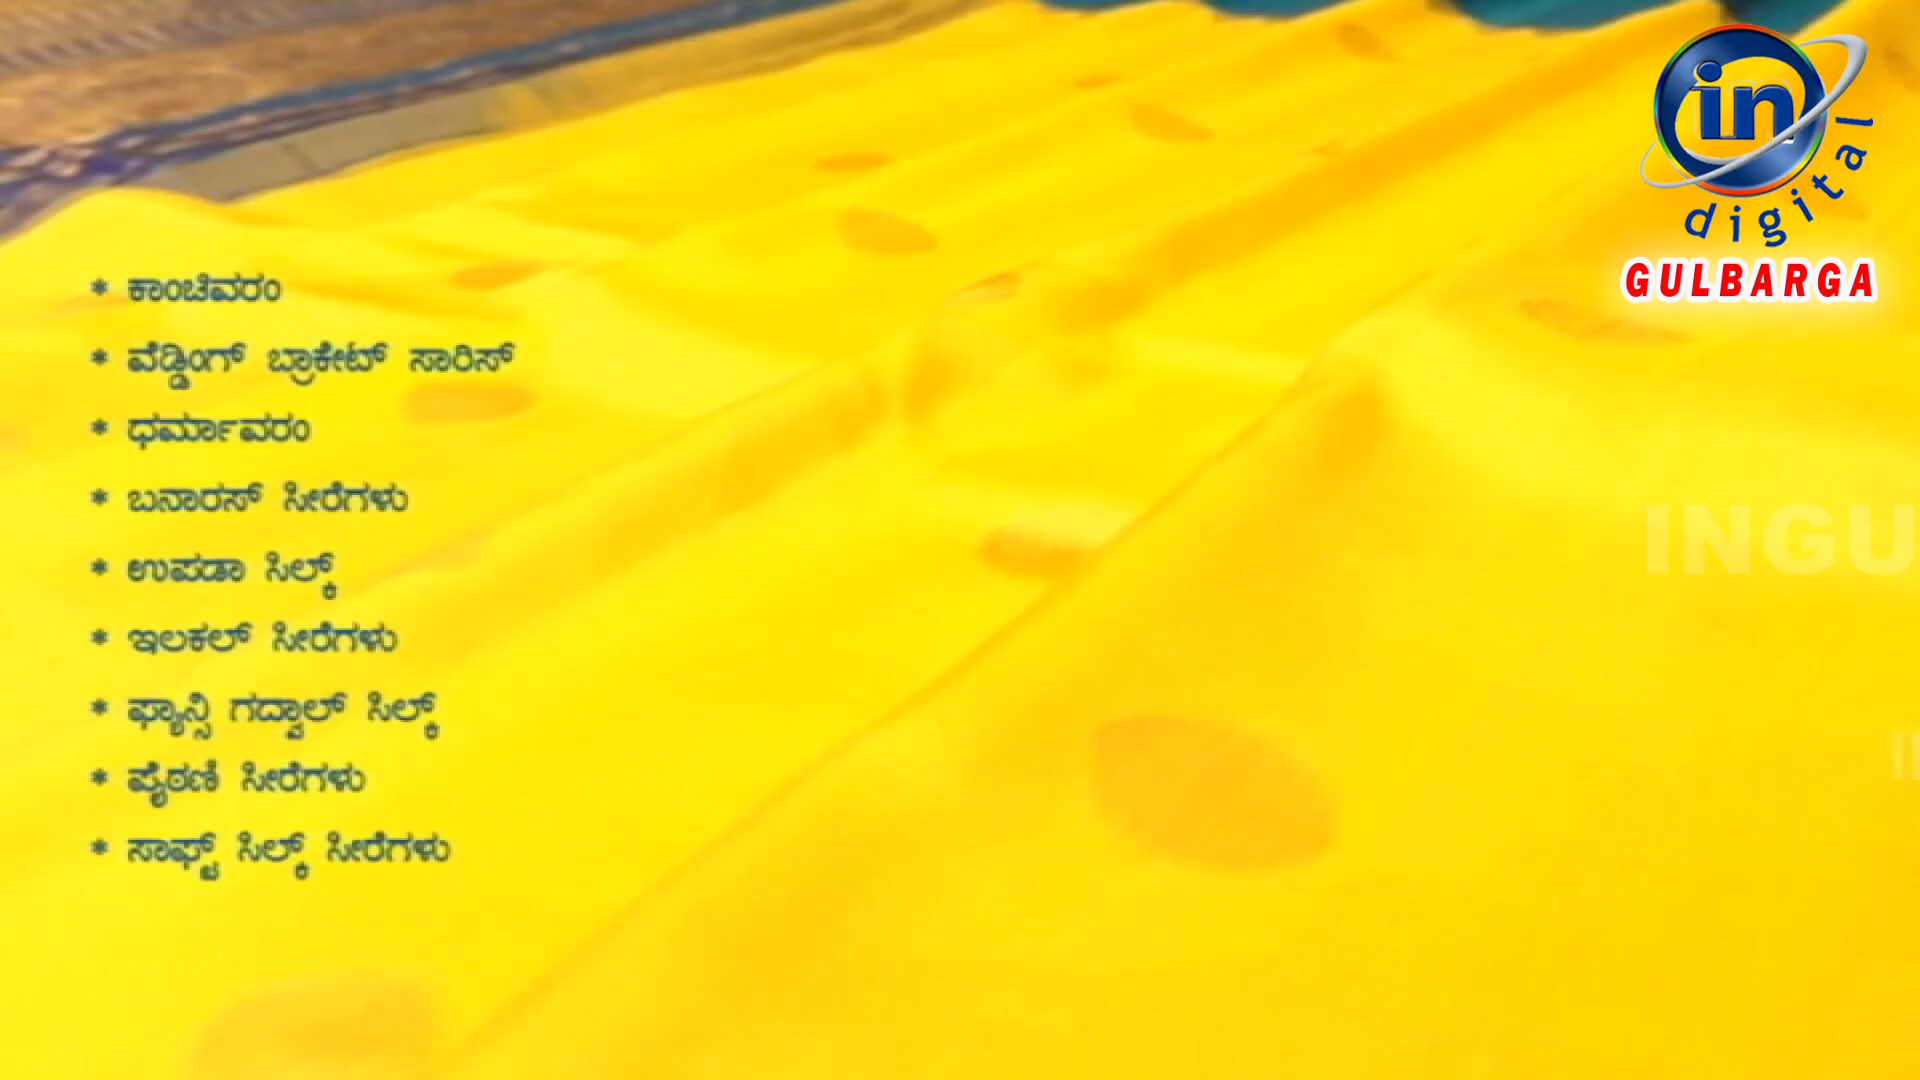 in
digital
GULBARGA
* ಕಾಂಚಿವರಂ
* ವೆಡ್ಡಿಂಗ್ ಬ್ರಾಕೇಟ್ ಸಾರಿಸ್
* ಧರ್ಮಾವರಂ
* ಬನಾರಸ್ ಸೀರೆಗಳು
* ಉಪಡಾ ಸಿಲ್ಕ್
* ಇಲಕಲ್ ಸೀರೆಗಳು
* ಫ್ಯಾನ್ಸಿ ಗದ್ವಾಲ್ ಸಿಲ್ಕ್
* ಪೈಠಣಿ ಸೀರೆಗಳು
* ಸಾಫ್ಟ್ ಸಿಲ್ಕ್ ಸೀರೆಗಳು
INGU